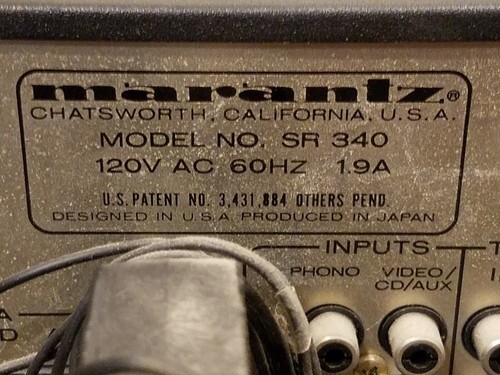 marantz®
CHATSWORTH, CALIFORNIA, U.S.A.
MODEL NO. SR 340
120V AC 60HZ 1.9A
U.S. PATENT NO. 3,431,884 OTHERS PEND.
DESIGNED IN U.S.A. PRODUCED IN JAPAN
INPUTS
PHONO VIDEO/
CD/AUX